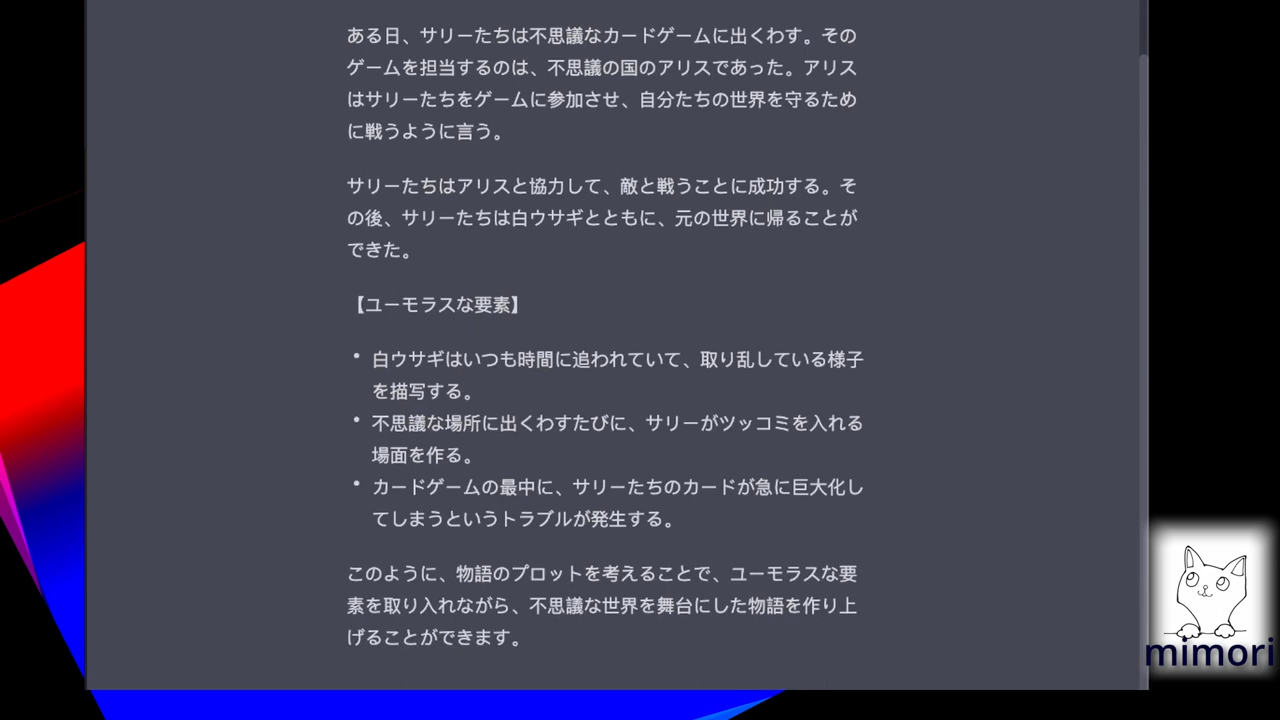 ある日、サリーたちは不思議なカードゲームに出くわす。その
ゲームを担当するのは、不思議の国のアリスであった。アリス
はサリーたちをゲームに参加させ、自分たちの世界を守るため
に戦うように言う。
サリーたちはアリスと協力して、敵と戦うことに成功する。そ
の後、サリーたちは白ウサギとともに、元の世界に帰ることが
できた。
【ユーモラスな要素】
• 白ウサギはいつも時間に追われていて、取り乱している様子
を描写する。
• 不思議な場所に出くわすたびに、サリーがツッコミを入れる
場面を作る。
• カードゲームの最中に、サリーたちのカードが急に巨大化し
てしまうというトラブルが発生する。
このように、物語のプロットを考えることで、ユーモラスな要
素を取り入れながら、不思議な世界を舞台にした物語を作り上
げることができます。
mimori